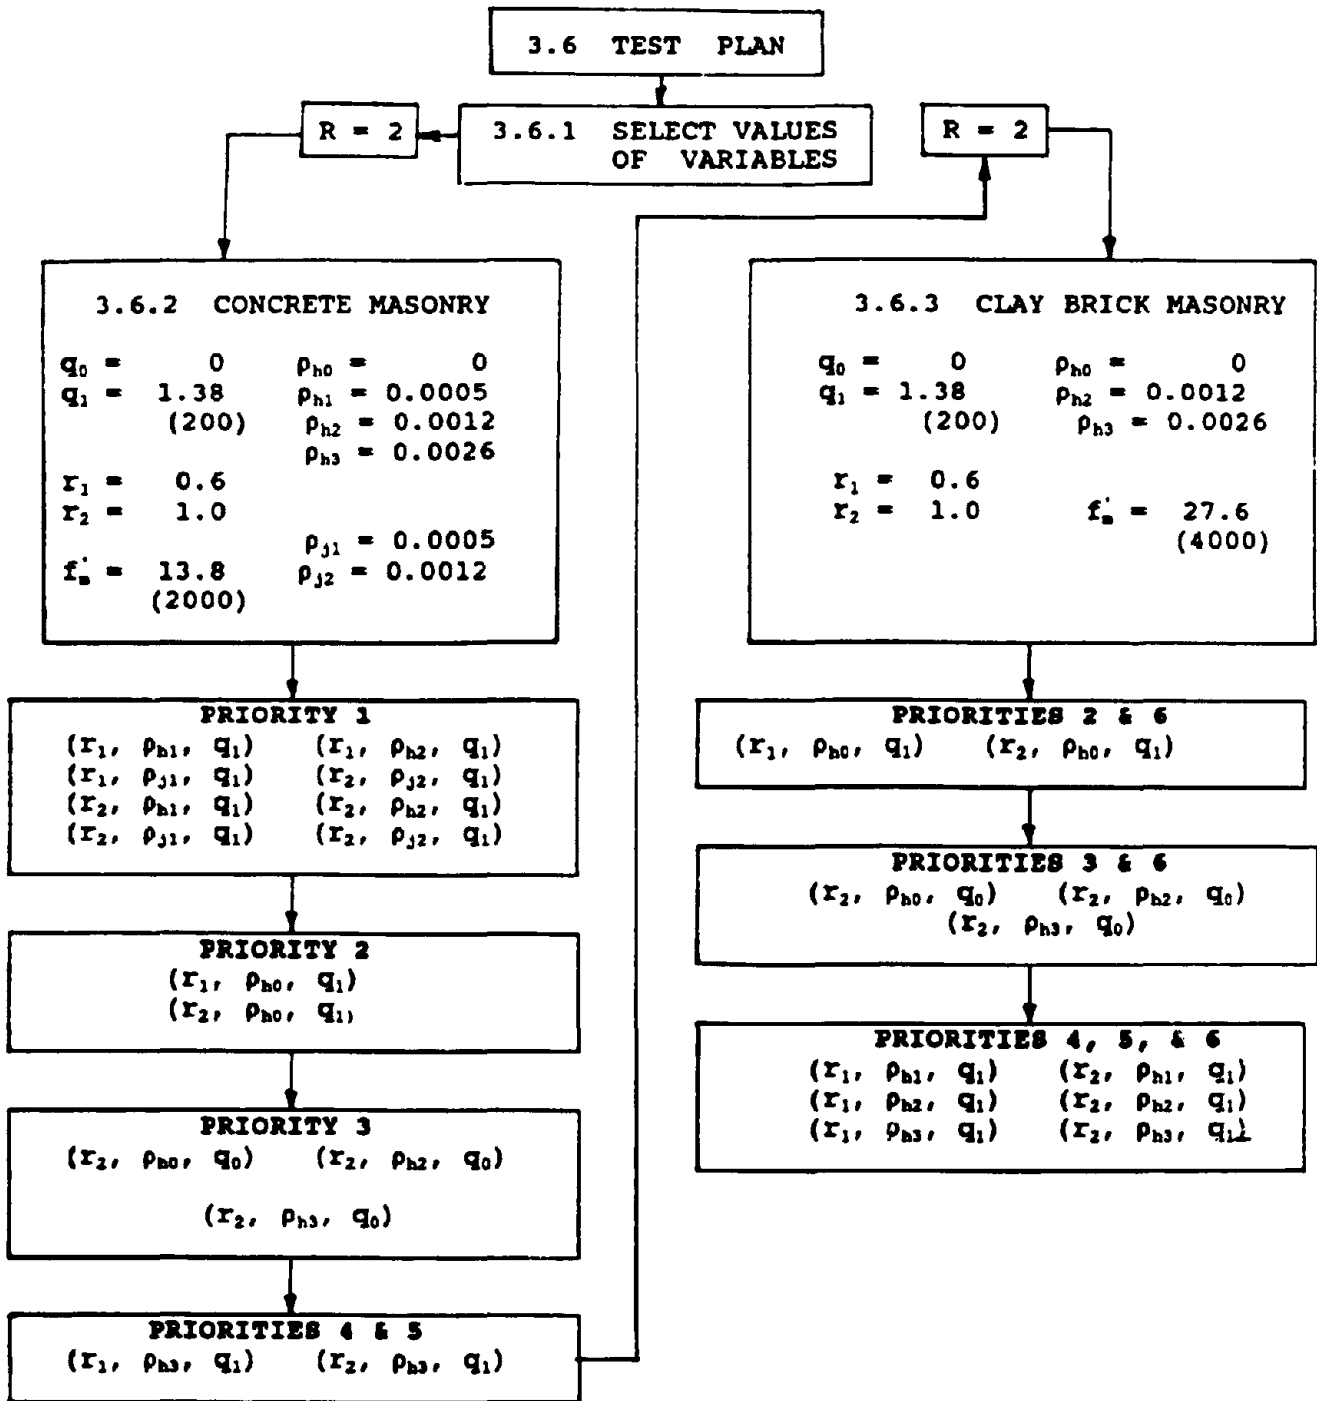 3.6 TEST PLAN
R = 2
3.6.1 SELECT VALUES
OF VARIABLES
R = 2
3.6.2 CONCRETE MASONRY
q₀ = 0 ρₕ₀ = 0
q₁ = 1.38 ρₕ₁ = 0.0005
(200) ρₕ₂ = 0.0012
ρₕ₃ = 0.0026
r₁ = 0.6
r₂ = 1.0
ρⱼ₁ = 0.0005
f'ₘ = 13.8 ρⱼ₂ = 0.0012
(2000)
PRIORITY 1
(r₁, ρₕ₁, q₁) (r₁, ρₕ₂, q₁)
(r₁, ρⱼ₁, q₁) (r₂, ρⱼ₂, q₁)
(r₂, ρₕ₁, q₁) (r₂, ρₕ₂, q₁)
(r₂, ρⱼ₁, q₁) (r₂, ρⱼ₂, q₁)
PRIORITY 2
(r₁, ρₕ₀, q₁)
(r₂, ρₕ₀, q₁)
PRIORITY 3
(r₂, ρₕ₀, q₀) (r₂, ρₕ₂, q₀)
(r₂, ρₕ₃, q₀)
PRIORITIES 4 & 5
(r₁, ρₕ₃, q₁) (r₂, ρₕ₃, q₁)
3.6.3 CLAY BRICK MASONRY
q₀ = 0 ρₕ₀ = 0
q₁ = 1.38 ρₕ₂ = 0.0012
(200) ρₕ₃ = 0.0026
r₁ = 0.6
r₂ = 1.0 f'ₘ = 27.6
(4000)
PRIORITIES 2 & 6
(r₁, ρₕ₀, q₁) (r₂, ρₕ₀, q₁)
PRIORITIES 3 & 6
(r₂, ρₕ₀, q₀) (r₂, ρₕ₂, q₀)
(r₂, ρₕ₃, q₀)
PRIORITIES 4, 5, & 6
(r₁, ρₕ₁, q₁) (r₂, ρₕ₁, q₁)
(r₁, ρₕ₂, q₁) (r₂, ρₕ₂, q₁)
(r₁, ρₕ₃, q₁) (r₂, ρₕ₃, q₁)